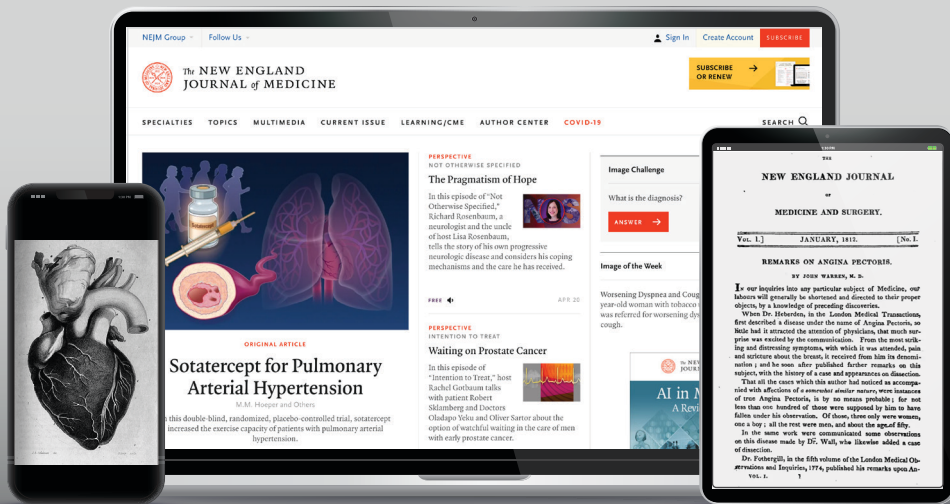 NEJM Group
Follow Us
Sign In
Create Account
SUBSCRIBE
The NEW ENGLAND
JOURNAL of MEDICINE
SUBSCRIBE
OR RENEW
SPECIALTIES
TOPICS
MULTIMEDIA
CURRENT ISSUE
LEARNING/CME
AUTHOR CENTER
COVID-19
SEARCH
Sotatercept
ORIGINAL ARTICLE
Sotatercept for Pulmonary
Arterial Hypertension
M.M. Hoeper and Others
this double-blind, randomized, placebo-controlled trial, sotatercept
increased the exercise capacity of patients with pulmonary arterial
hypertension.
PERSPECTIVE
NOT OTHERWISE SPECIFIED
The Pragmatism of Hope
In this episode of "Not
Otherwise Specified,"
Richard Rosenbaum, a
neurologist and the uncle
of host Lisa Rosenbaum,
tells the story of his own progressive
neurologic disease and considers his coping
mechanisms and the care he has received.
NOS
FREE
APR 20
PERSPECTIVE
INTENTION TO TREAT
Waiting on Prostate Cancer
In this episode of
"Intention to Treat," host
Rachel Gotbaum talks
with patient Robert
Sklamberg and Doctors
Oladapo Yeku and Oliver Sartor about the
option of watchful waiting in the care of men
with early prostate cancer.
Image Challenge
What is the diagnosis?
ANSWER
Image of the Week
Worsening Dyspnea and Coug
year-old woman with tobacco
was referred for worsening dys
cough.
The NEW
JOURNAL
AI in M
A Revi
THE
NEW ENGLAND JOURNAL
OF
MEDICINE AND SURGERY.
VOL. I.] JANUARY, 1812. [No. I.
REMARKS ON ANGINA PECTORIS.
BY JOHN WARREN, M. D.
In our inquiries into any particular subject of Medicine, our
labours will generally be shortened and directed to their proper
objects, by a knowledge of preceding discoveries.
When Dr. Heberden, in the London Medical Transactions,
first described a disease under the name of Angina Pectoris, so
little had it attracted the attention of physicians, that much sur-
prise was excited by the communication. From the most strik-
ing and distressing symptoms, with which it was attended, pain
and stricture about the breast, it received from him its denomi-
nation ; and he soon after published farther remarks on this
subject, with the history of a case and appearances on dissection.
That all the cases which this author had noticed as accompa-
nied with affections of a somewhat similar nature, were instances
of true Angina Pectoris, is by no means probable; for not
less than one hundred of those were supposed by him to have
fallen under his observation. Of those, three only were women,
one a boy ; all the rest were men, and about the age of fifty.
In the same work were communicated some observations
on this disease made by Dr. Wall, who likewise added a case
of dissection.
Dr. Fothergill, in the fifth volume of the London Medical Ob-
servations and Inquiries, 1774, published his remarks upon An-
VOL. I. 1